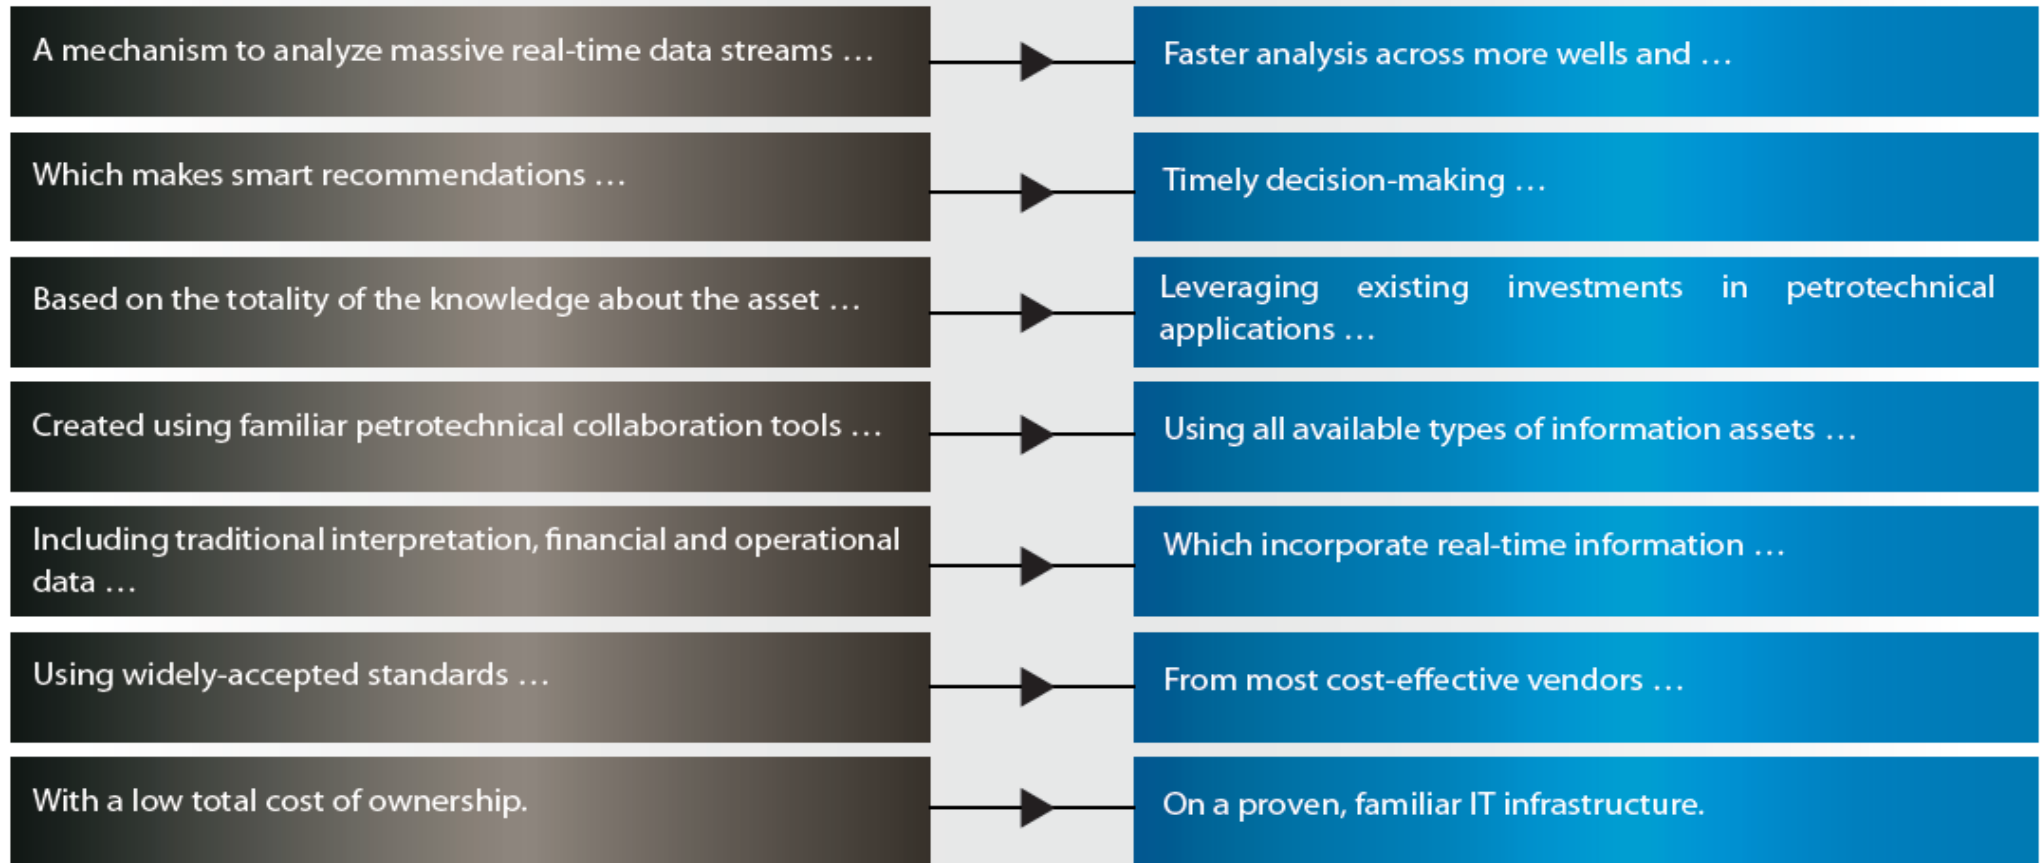 A mechanism to analyze massive real-time data streams …
Faster analysis across more wells and …
Which makes smart recommendations …
Timely decision-making …
Based on the totality of the knowledge about the asset …
Leveraging existing investments in petrotechnical
applications …
Created using familiar petrotechnical collaboration tools …
Using all available types of information assets …
Including traditional interpretation, financial and operational
data …
Which incorporate real-time information …
Using widely-accepted standards …
From most cost-effective vendors …
With a low total cost of ownership.
On a proven, familiar IT infrastructure.